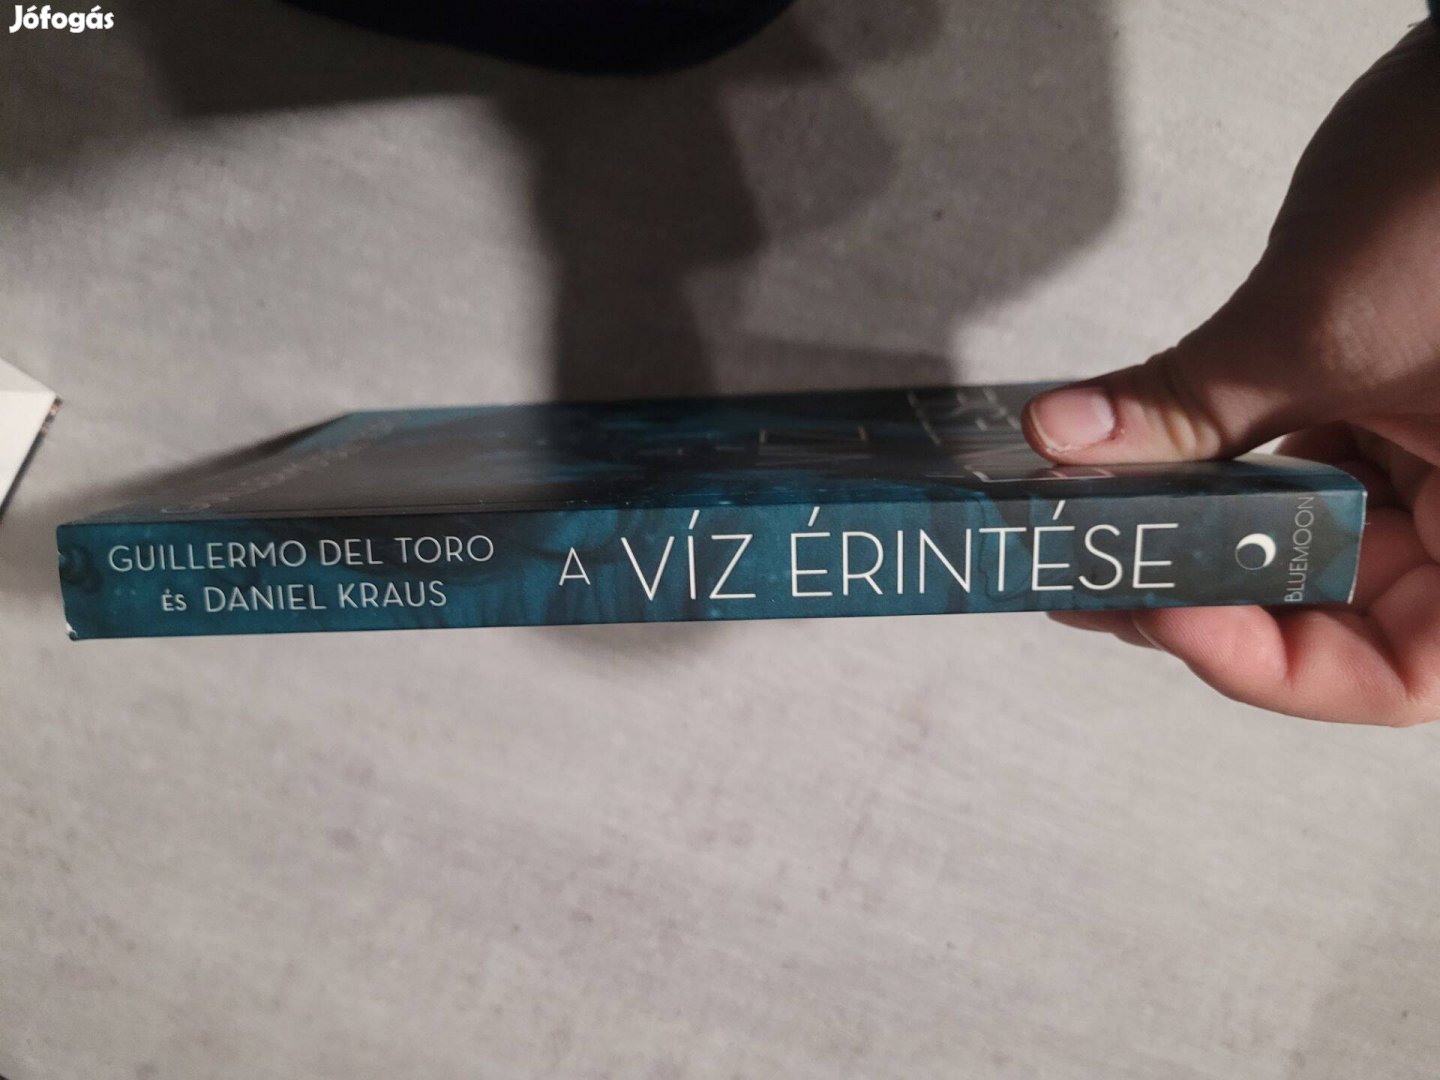 Jófogás
GUILLERMO DEL TORO
és DANIEL KRAUS
A VÍZ ÉRINTÉSE
BLUEMOON